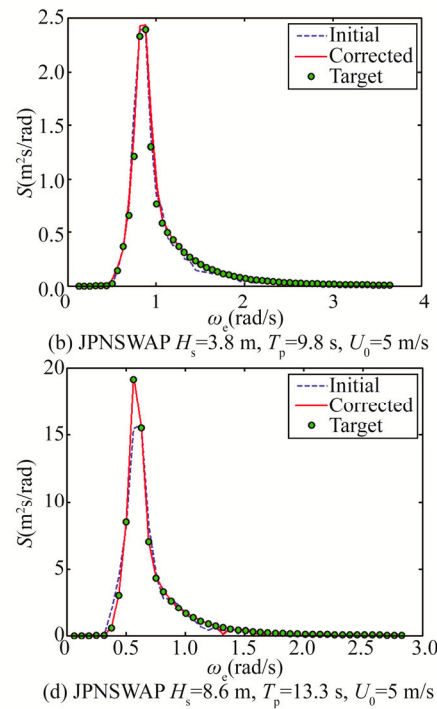 2.5
2.0
1.5
1.0
0.5
0.0
S(m²s/rad)
Initial
Corrected
Target
0 1 2 3 4
ωₑ(rad/s)
(b) JPNSWAP Hₛ=3.8 m, Tₚ=9.8 s, U₀=5 m/s
20
15
10
5
0
S(m²s/rad)
Initial
Corrected
Target
0.5 1.0 1.5 2.0 2.5 3.0
ωₑ(rad/s)
(d) JPNSWAP Hₛ=8.6 m, Tₚ=13.3 s, U₀=5 m/s